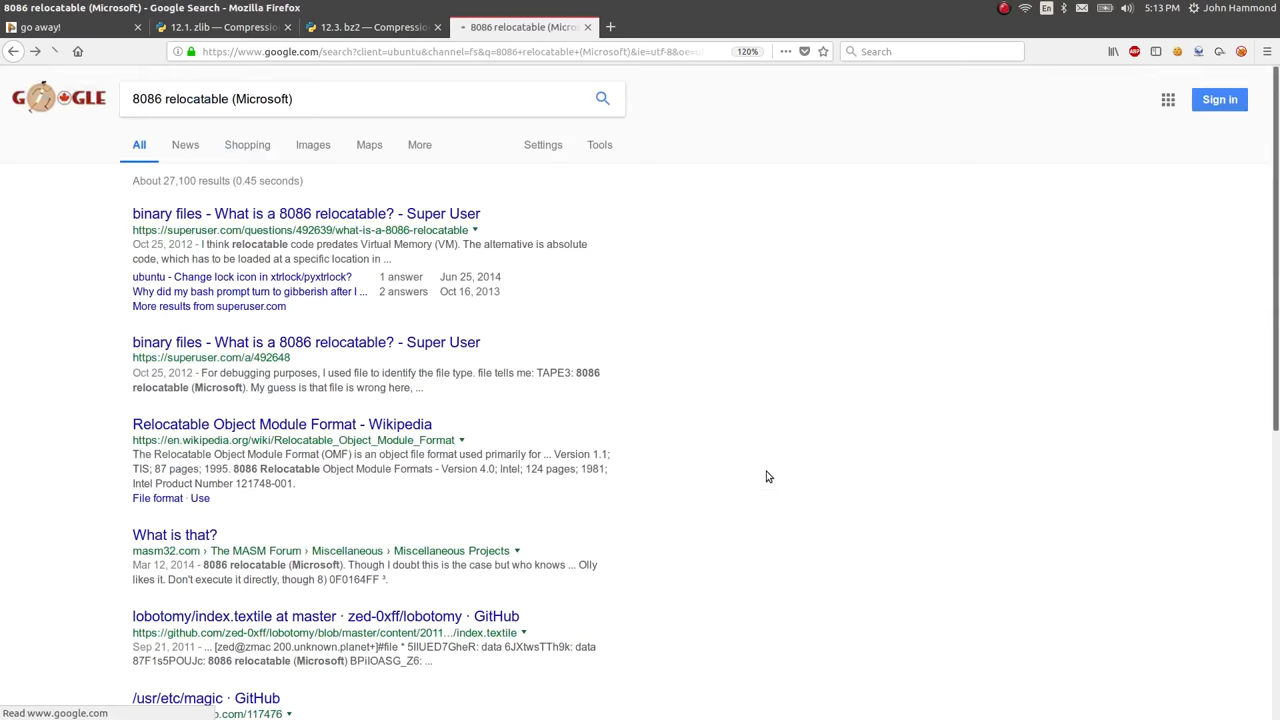 8086 relocatable (Microsoft) - Google Search - Mozilla Firefox
En 5:13 PM John Hammond
go away! 12.1. zlib — Compression 12.3. bz2 — Compression 8086 relocatable (Micros
https://www.google.com/search?client=ubuntu&channel=fs&q=8086+relocatable+(Microsoft)&ie=utf-8&oe=u 120% Search
ABP
GOOGLE 8086 relocatable (Microsoft) Sign in
All News Shopping Images Maps More Settings Tools
About 27,100 results (0.45 seconds)
binary files - What is a 8086 relocatable? - Super User
https://superuser.com/questions/492639/what-is-a-8086-relocatable
Oct 25, 2012 - I think relocatable code predates Virtual Memory (VM). The alternative is absolute
code, which has to be loaded at a specific location in ...
ubuntu - Change lock icon in xtrlock/pyxtrlock? 1 answer Jun 25, 2014
Why did my bash prompt turn to gibberish after I ... 2 answers Oct 16, 2013
More results from superuser.com
binary files - What is a 8086 relocatable? - Super User
https://superuser.com/a/492648
Oct 25, 2012 - For debugging purposes, I used file to identify the file type. file tells me: TAPE3: 8086
relocatable (Microsoft). My guess is that file is wrong here, ...
Relocatable Object Module Format - Wikipedia
https://en.wikipedia.org/wiki/Relocatable_Object_Module_Format
The Relocatable Object Module Format (OMF) is an object file format used primarily for ... Version 1.1;
TIS; 87 pages; 1995. 8086 Relocatable Object Module Formats - Version 4.0; Intel; 124 pages; 1981;
Intel Product Number 121748-001.
File format · Use
What is that?
masm32.com › The MASM Forum › Miscellaneous › Miscellaneous Projects
Mar 12, 2014 - 8086 relocatable (Microsoft). Though I doubt this is the case but who knows ... Olly
likes it. Don't execute it directly, though 8) 0F0164FF ³.
lobotomy/index.textile at master · zed-0xff/lobotomy · GitHub
https://github.com/zed-0xff/lobotomy/blob/master/content/2011.../index.textile
Sep 21, 2011 - ... [zed@zmac 200.unknown.planet+]#file * 5IlUED7GheR: data 6JXtwsTTh9k: data
87F1s5POUJc: 8086 relocatable (Microsoft) BPiIOASG_Z6: ...
/usr/etc/magic · GitHub
Read www.google.com b.com/117476